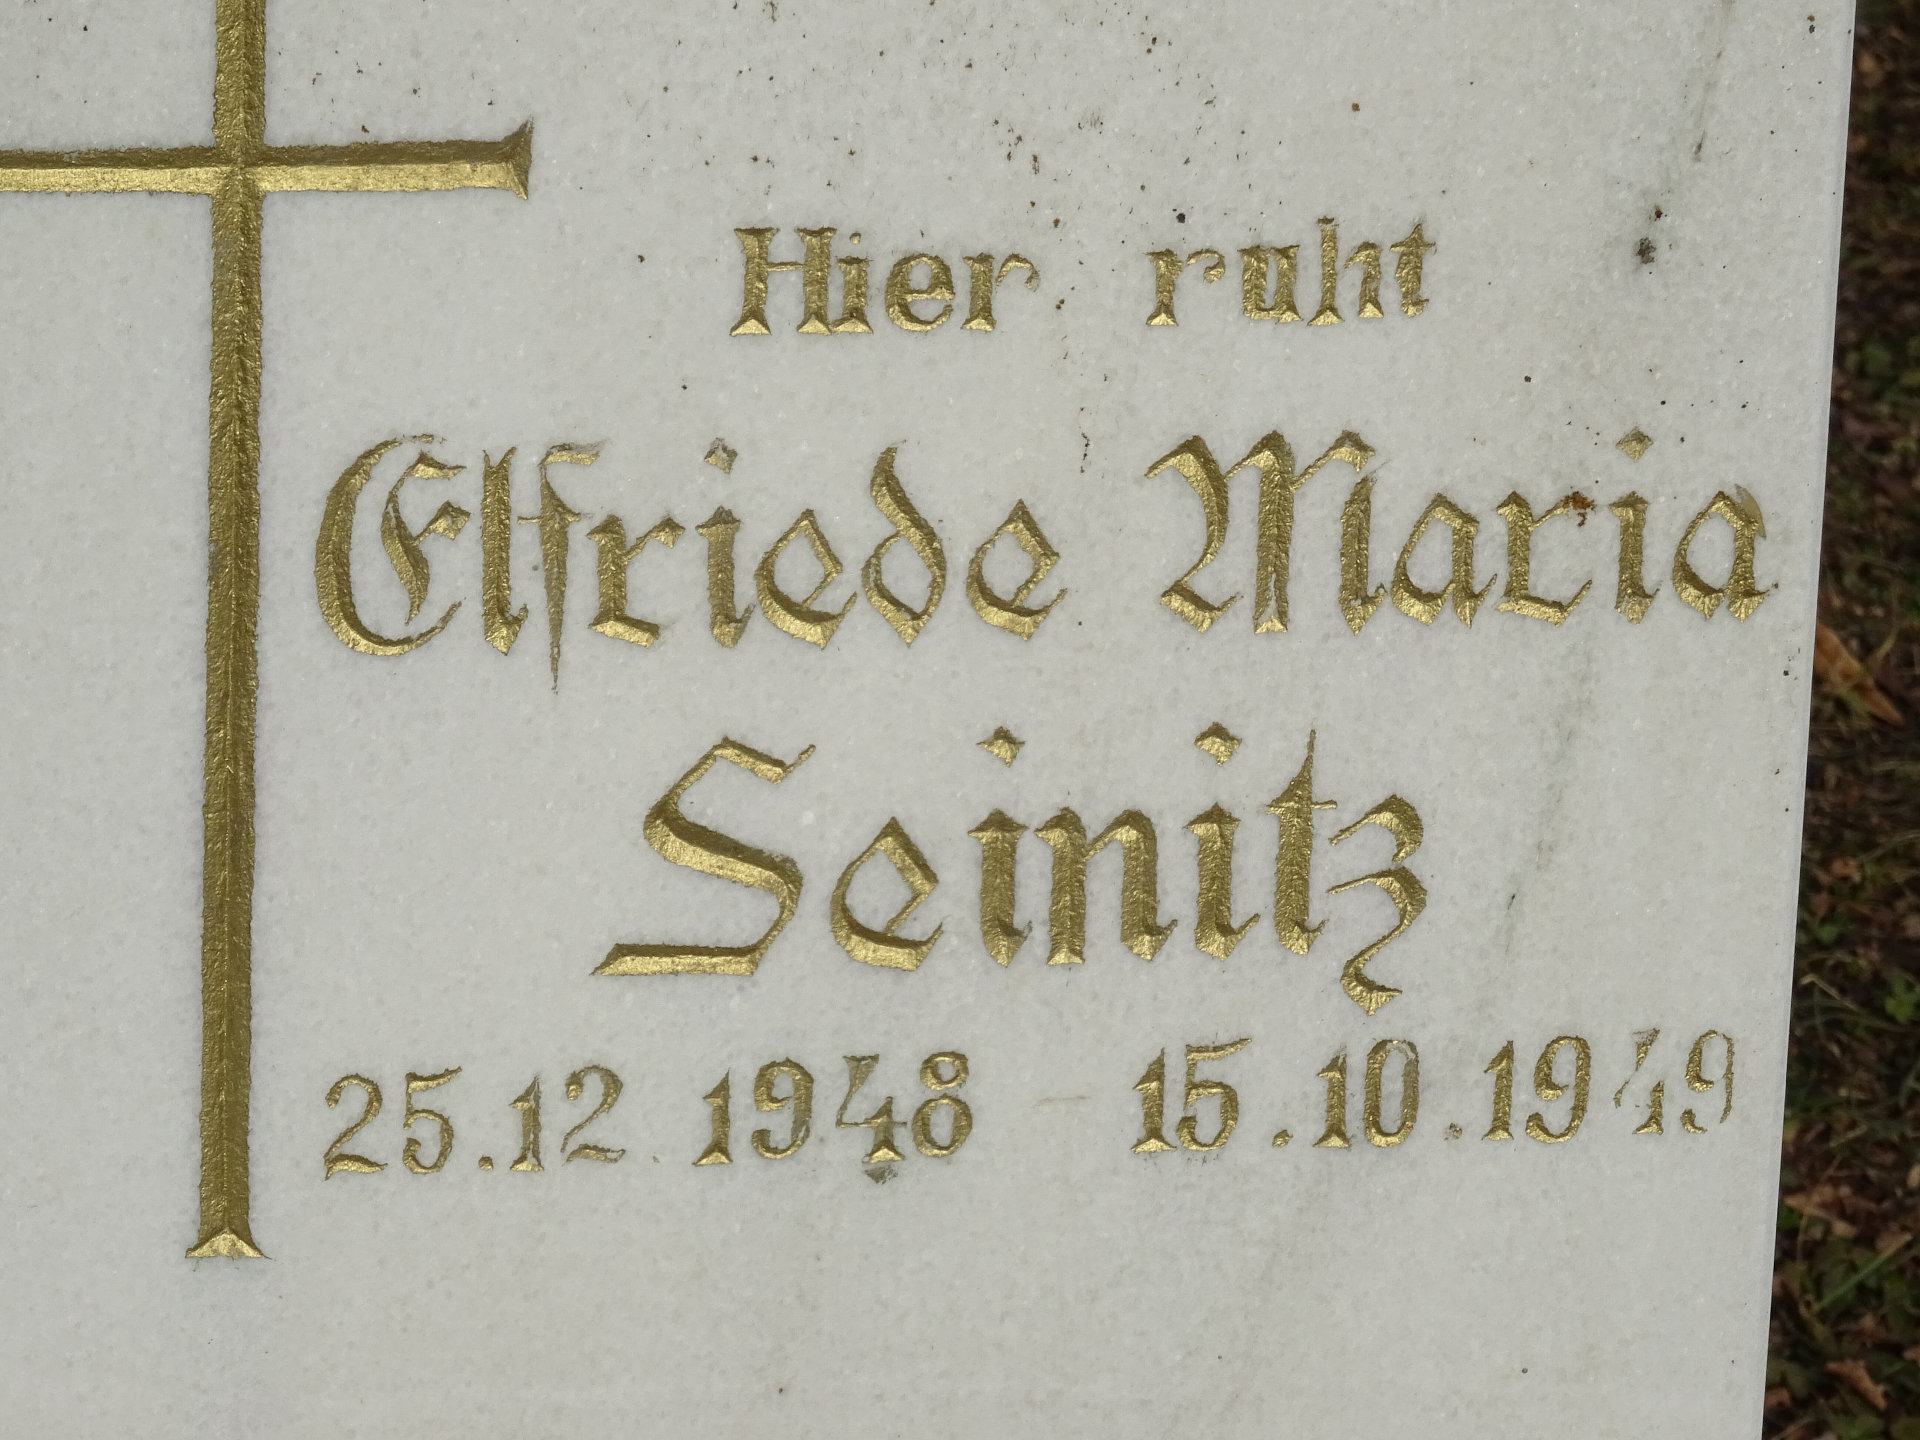 Hier ruht
Elfriede Maria
Seinitz
25.12.1948 - 15.10.1949